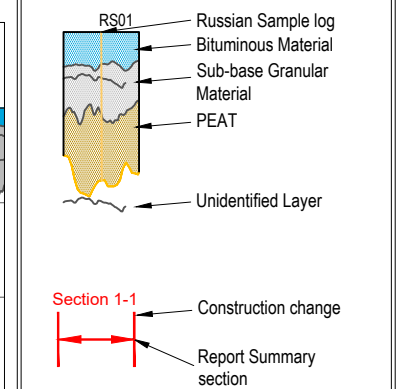 RS01
Russian Sample log
Bituminous Material
Sub-base Granular
Material
PEAT
Unidentified Layer
Section 1-1
Construction change
Report Summary
section